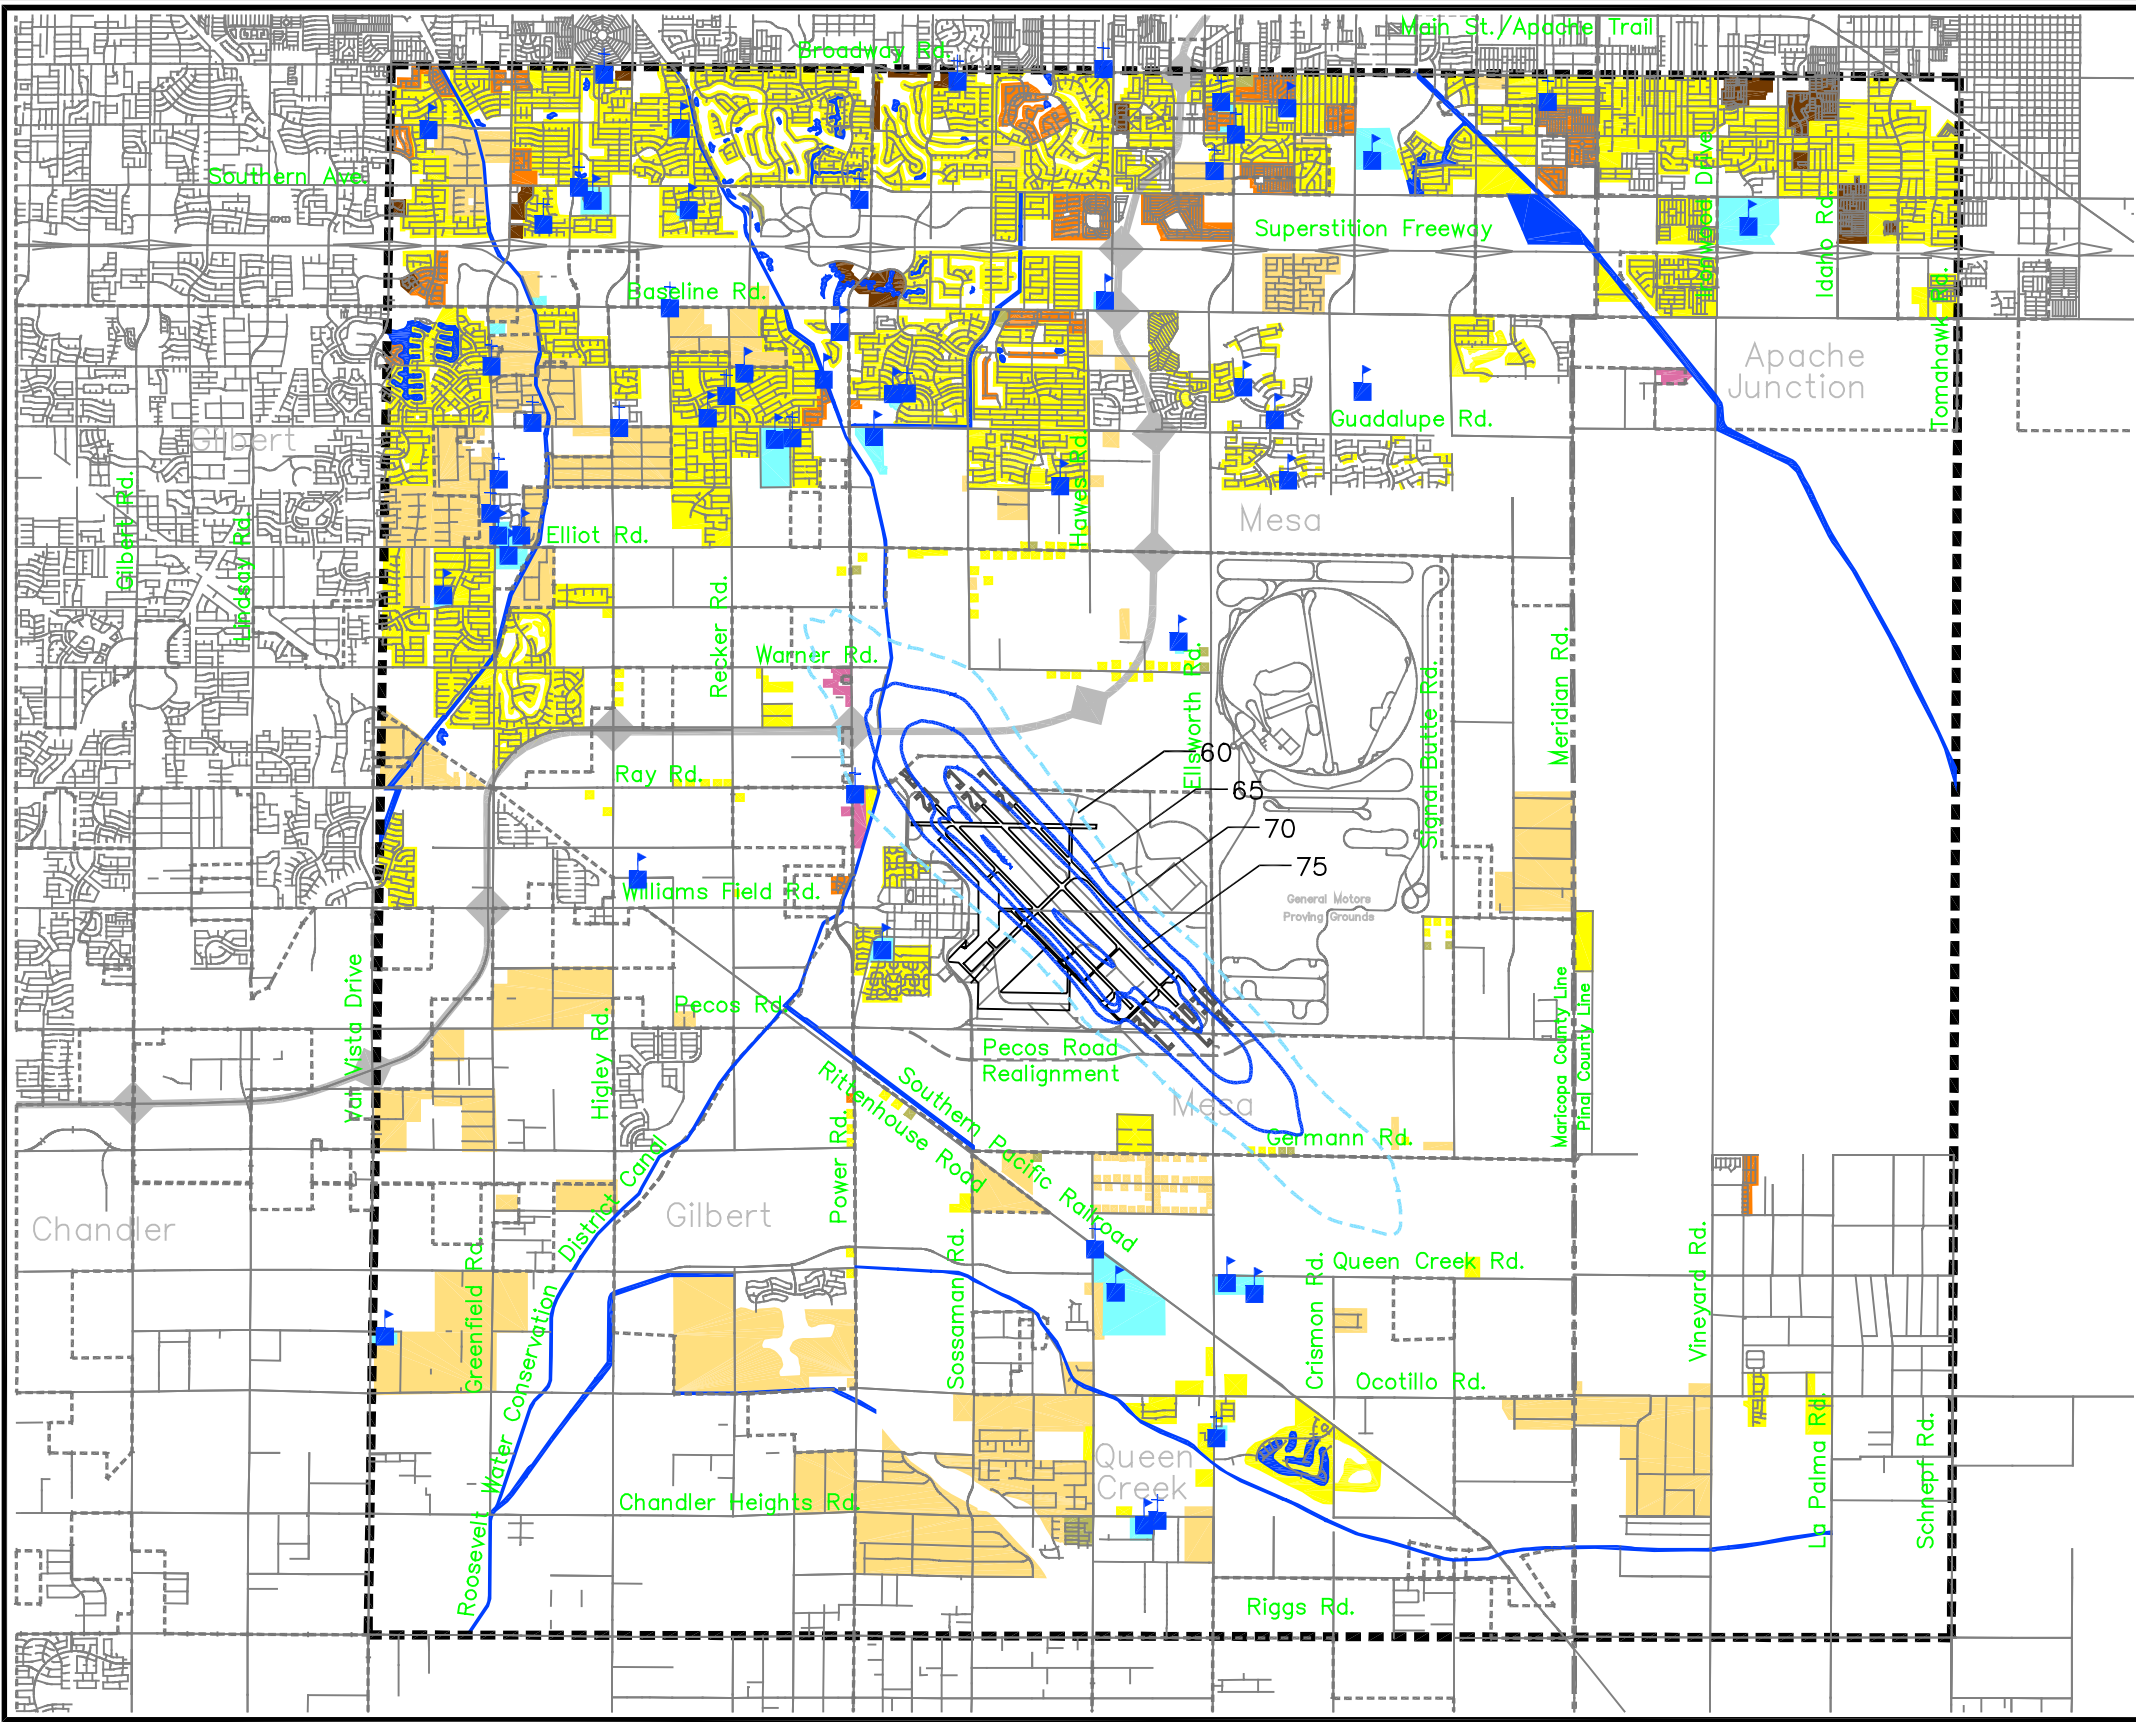 Main St./Apache Trail
Broadway Rd.
Southern Ave.
Superstition Freeway
Idaho Rd.
Baseline Rd.
Tomahawk Rd.
Apache
Junction
Guadalupe Rd.
Gilbert
Hawes Rd.
Gilbert Rd.
Lindsay Rd.
Mesa
Elliot Rd.
Recker Rd.
Warner Rd.
Ellsworth Rd.
Signal Butte Rd.
Meridian Rd.
60
Ray Rd.
65
70
75
Williams Field Rd.
General Motors
Proving Grounds
Val Vista Drive
Pecos Rd.
Higley Rd.
Maricopa County Line
Pinal County Line
Pecos Road
Realignment
Rittenhouse Road
Southern Pacific Railroad
Mesa
Germann Rd.
Power Rd.
Chandler
Gilbert
Greenfield Rd.
Sossaman Rd.
Crismon Rd.
Queen Creek Rd.
Vineyard Rd.
Ocotillo Rd.
Roosevelt Water Conservation District Canal
Queen
Creek
La Palma Rd.
Schnepf Rd.
Chandler Heights Rd.
Riggs Rd.